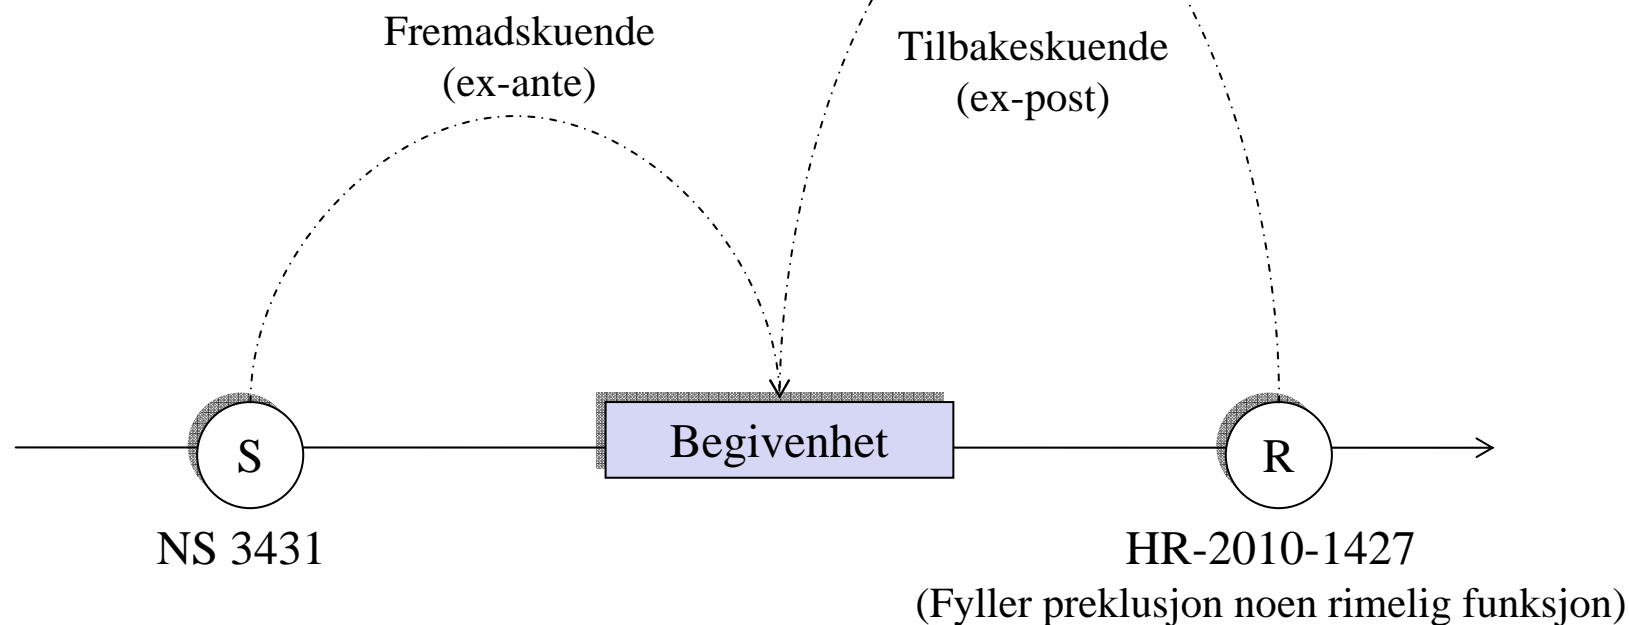 Fremadskuende
(ex-ante)
Tilbakeskuende
(ex-post)
S
Begivenhet
R
NS 3431
HR-2010-1427
(Fyller preklusjon noen rimelig funksjon)